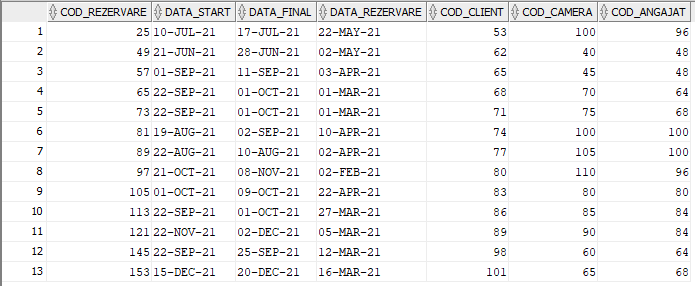 COD_REZERVARE DATA_START DATA_FINAL DATA_REZERVARE COD_CLIENT COD_CAMERA COD_ANGAJAT
1 25 10-JUL-21 17-JUL-21 22-MAY-21 53 100 96
2 49 21-JUN-21 28-JUN-21 02-MAY-21 62 40 48
3 57 01-SEP-21 11-SEP-21 03-APR-21 65 45 48
4 65 22-SEP-21 01-OCT-21 01-MAR-21 68 70 64
5 73 22-SEP-21 01-OCT-21 01-MAR-21 71 75 68
6 81 19-AUG-21 02-SEP-21 10-APR-21 74 100 100
7 89 22-AUG-21 10-AUG-21 02-APR-21 77 105 100
8 97 21-OCT-21 08-NOV-21 02-FEB-21 80 110 96
9 105 01-OCT-21 09-OCT-21 22-APR-21 83 80 80
10 113 22-SEP-21 01-OCT-21 27-MAR-21 86 85 84
11 121 22-NOV-21 02-DEC-21 05-MAR-21 89 90 84
12 145 22-SEP-21 25-SEP-21 12-MAR-21 98 60 64
13 153 15-DEC-21 20-DEC-21 16-MAR-21 101 65 68